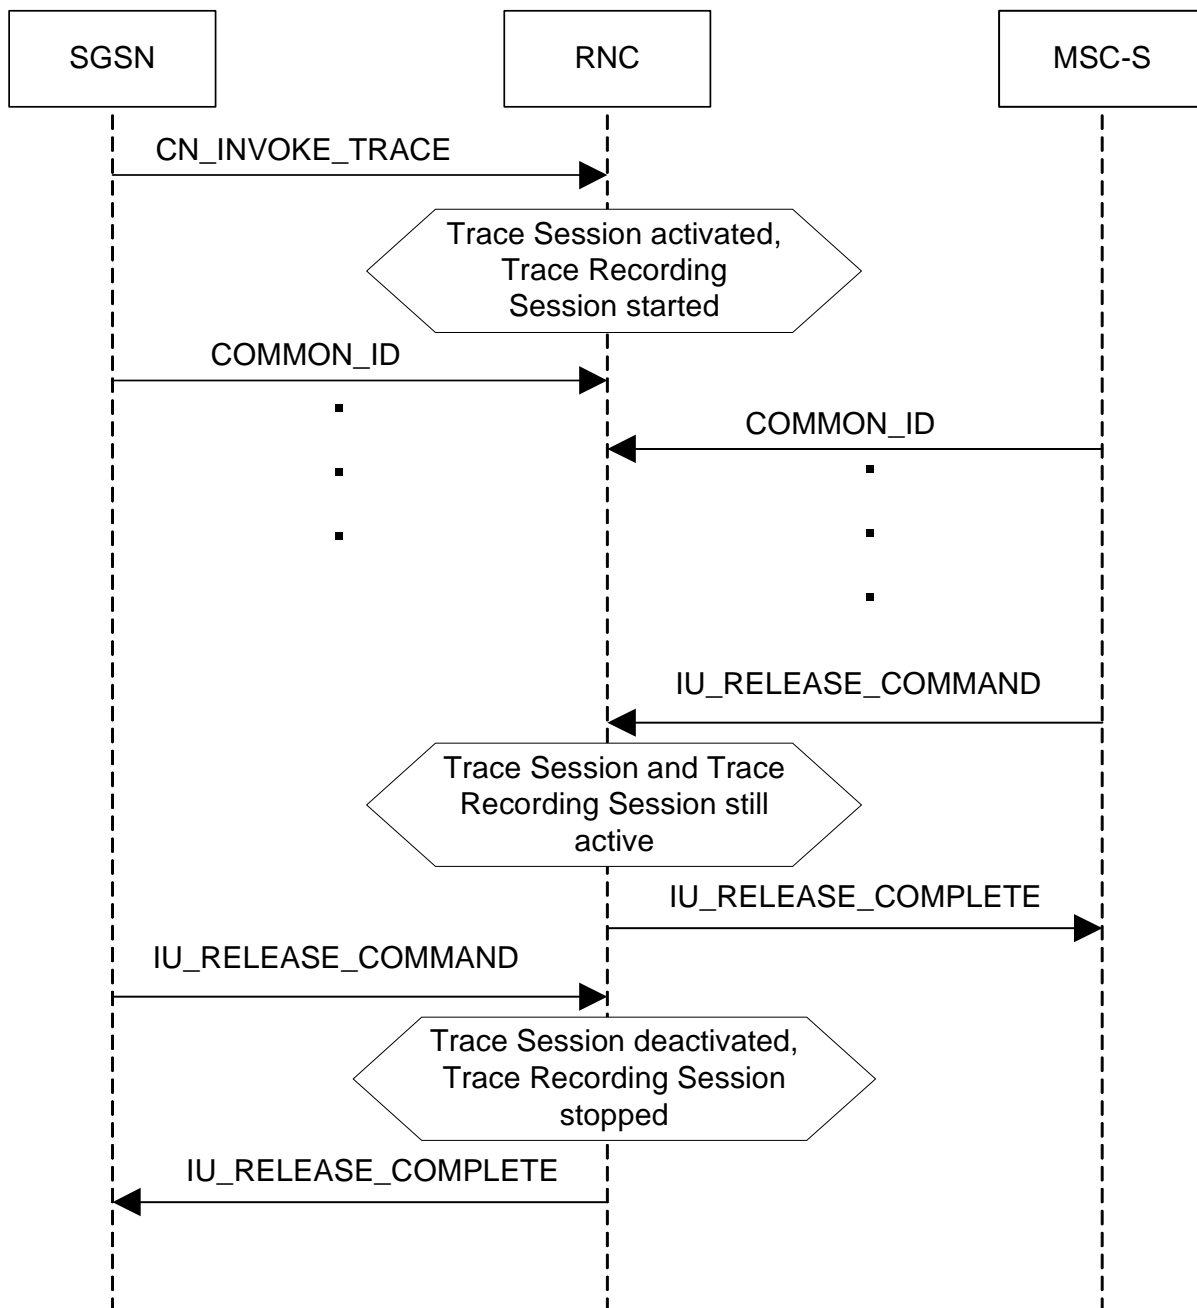 SGSN
RNC
MSC-S
CN_INVOKE_TRACE
Trace Session activated,
Trace Recording
Session started
COMMON_ID
COMMON_ID
IU_RELEASE_COMMAND
Trace Session and Trace
Recording Session still
active
IU_RELEASE_COMPLETE
IU_RELEASE_COMMAND
Trace Session deactivated,
Trace Recording Session
stopped
IU_RELEASE_COMPLETE